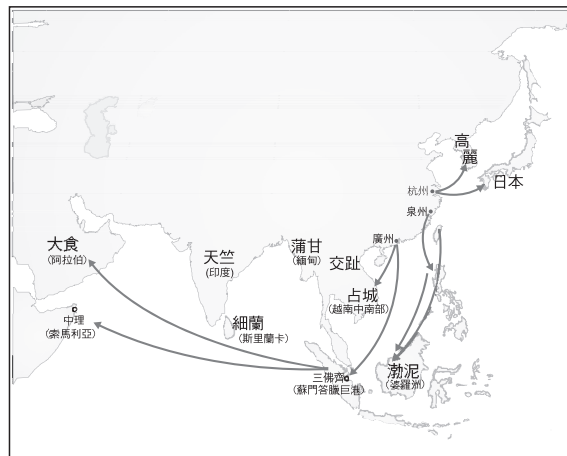 高
麗
日本
杭州
泉州
廣州
大食
(阿拉伯)
天竺
(印度)
蒲甘
(緬甸)
交趾
占城
(越南中南部)
中理
(索馬利亞)
細蘭
(斯里蘭卡)
三佛齊
(蘇門答臘巨港)
渤泥
(婆羅洲)